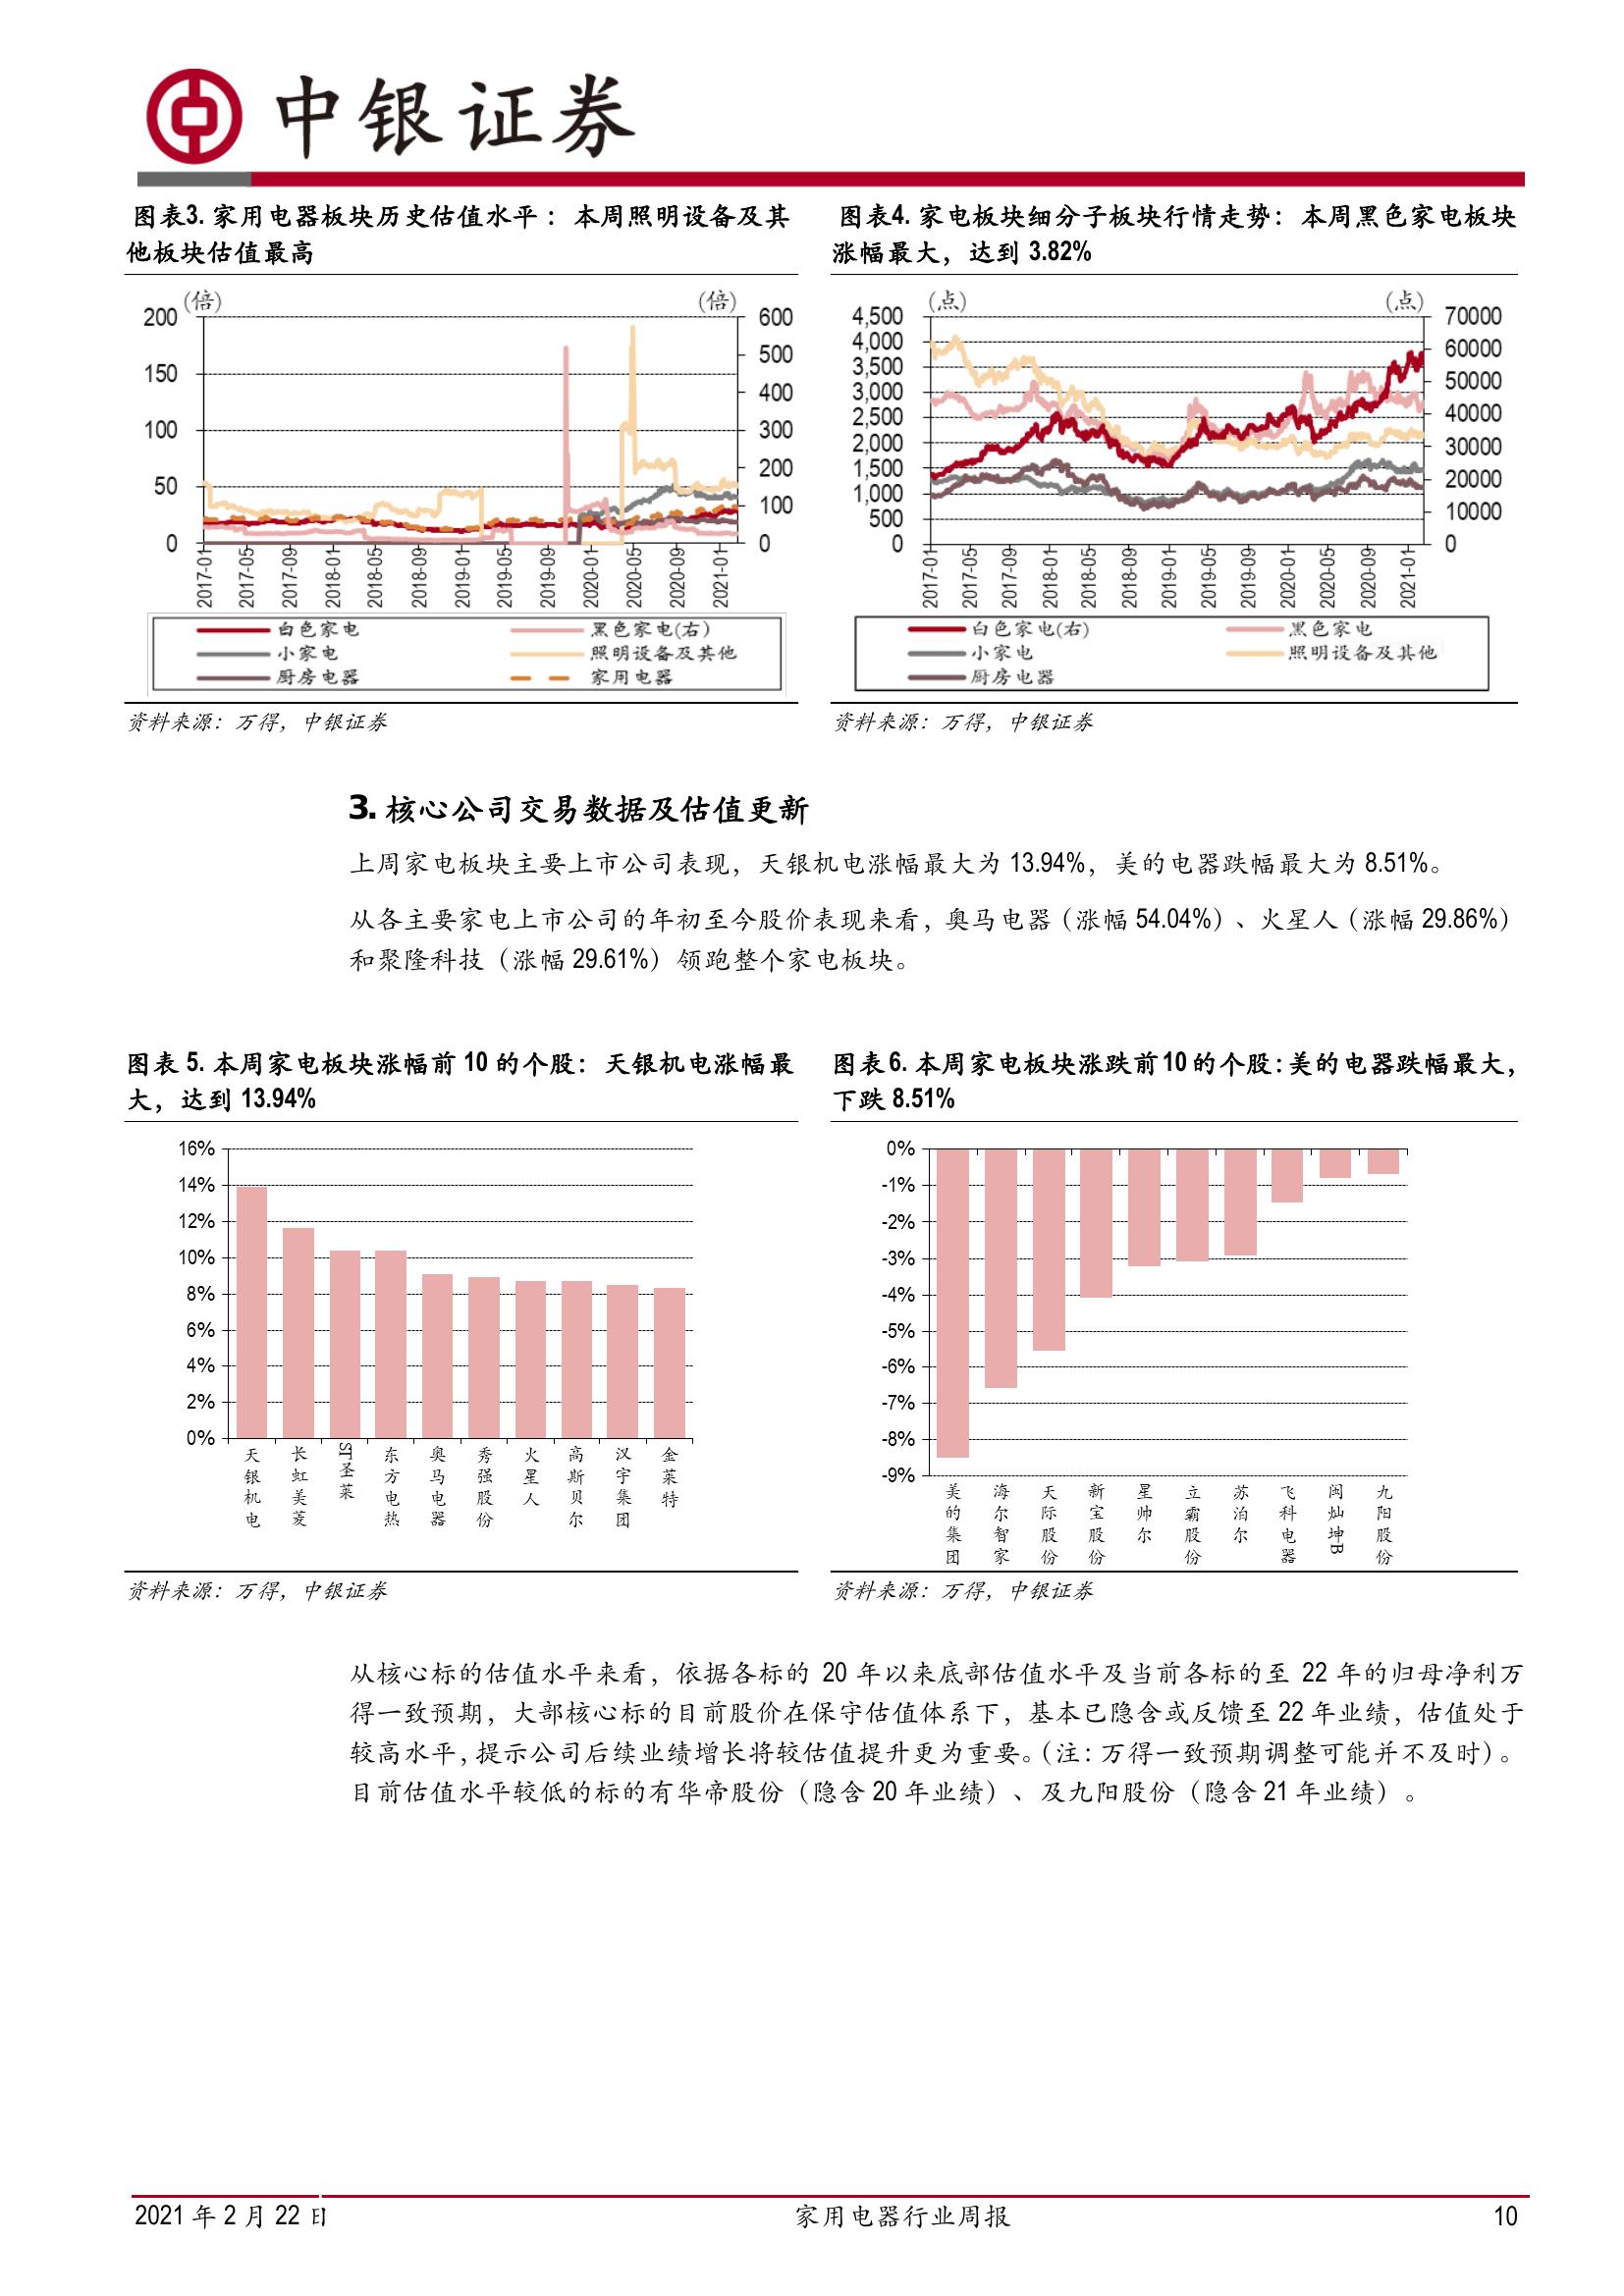 中银证券
图表3. 家用电器板块历史估值水平：本周照明设备及其
他板块估值最高
(倍)
(倍)
200
150
100
50
0
600
500
400
300
200
100
0
2017-01
2017-05
2017-09
2018-01
2018-05
2018-09
2019-01
2019-05
2019-09
2020-01
2020-05
2020-09
2021-01
白色家电
黑色家电(右)
小家电
照明设备及其他
厨房电器
家用电器
资料来源：万得，中银证券
图表4. 家电板块细分子板块行情走势：本周黑色家电板块
涨幅最大，达到 3.82%
(点)
(点)
4,500
4,000
3,500
3,000
2,500
2,000
1,500
1,000
500
0
70000
60000
50000
40000
30000
20000
10000
0
2017-01
2017-05
2017-09
2018-01
2018-05
2018-09
2019-01
2019-05
2019-09
2020-01
2020-05
2020-09
2021-01
白色家电(右)
黑色家电
小家电
照明设备及其他
厨房电器
资料来源：万得，中银证券
3. 核心公司交易数据及估值更新
上周家电板块主要上市公司表现，天银机电涨幅最大为 13.94%，美的电器跌幅最大为 8.51%。
从各主要家电上市公司的年初至今股价表现来看，奥马电器（涨幅 54.04%）、火星人（涨幅 29.86%）
和聚隆科技（涨幅 29.61%）领跑整个家电板块。
图表 5. 本周家电板块涨幅前 10 的个股：天银机电涨幅最
大，达到 13.94%
16%
14%
12%
10%
8%
6%
4%
2%
0%
天银机电
长虹美菱
ST圣莱
东方电热
奥马电器
秀强股份
火星人
高斯贝尔
汉宇集团
金莱特
资料来源：万得，中银证券
图表6. 本周家电板块涨跌前10的个股：美的电器跌幅最大，
下跌 8.51%
0%
-1%
-2%
-3%
-4%
-5%
-6%
-7%
-8%
-9%
美的集团
海尔智家
天际股份
新宝股份
星帅尔
立霸股份
苏泊尔
飞科电器
闽灿坤B
九阳股份
资料来源：万得，中银证券
从核心标的估值水平来看，依据各标的 20 年以来底部估值水平及当前各标的至 22 年的归母净利万
得一致预期，大部核心标的目前股价在保守估值体系下，基本已隐含或反馈至 22 年业绩，估值处于
较高水平，提示公司后续业绩增长将较估值提升更为重要。（注：万得一致预期调整可能并不及时）。
目前估值水平较低的标的有华帝股份（隐含 20 年业绩）、及九阳股份（隐含 21 年业绩）。
2021 年 2 月 22 日
家用电器行业周报
10